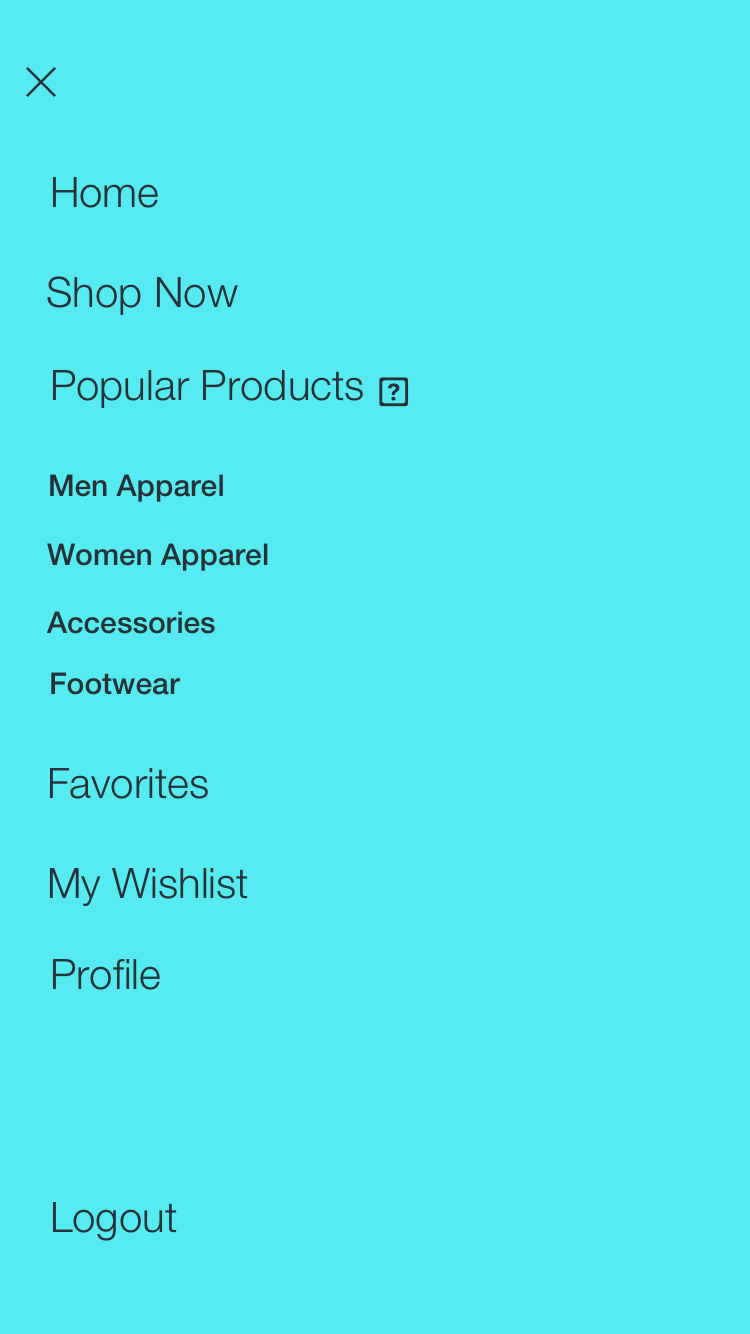 Home
Shop Now
Popular Products ?
Men Apparel
Women Apparel
Accessories
Footwear
Favorites
My Wishlist
Profile
Logout